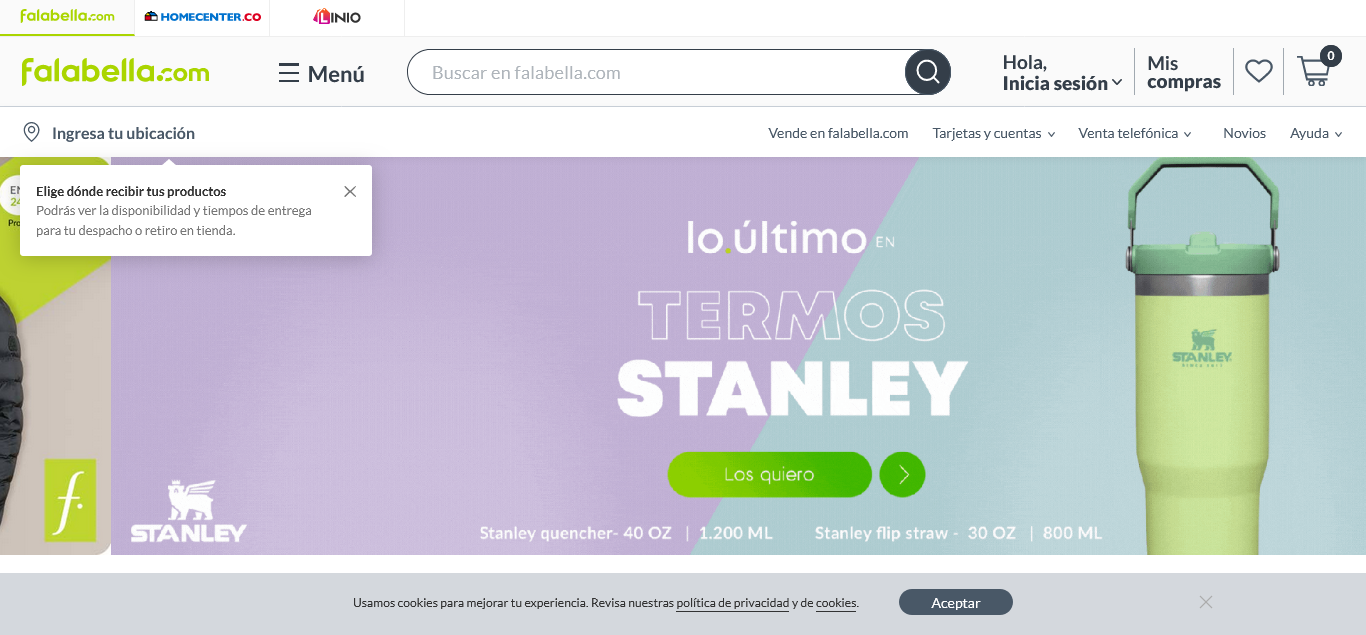 falabella.com
HOMECENTER.CO
LINIO
falabella.com
Menú
Buscar en falabella.com
Hola,
Inicia sesión
Mis
compras
0
Ingresa tu ubicación
Vende en falabella.com
Tarjetas y cuentas
Venta telefónica
Novios
Ayuda
Elige dónde recibir tus productos
Podrás ver la disponibilidad y tiempos de entrega
para tu despacho o retiro en tienda.
lo.último EN
TERMOS
STANLEY
Los quiero
STANLEY
SINCE 1913
f.
STANLEY
Stanley quencher- 40 OZ | 1.200 ML
Stanley flip straw - 30 OZ | 800 ML
Usamos cookies para mejorar tu experiencia. Revisa nuestras política de privacidad y de cookies.
Aceptar